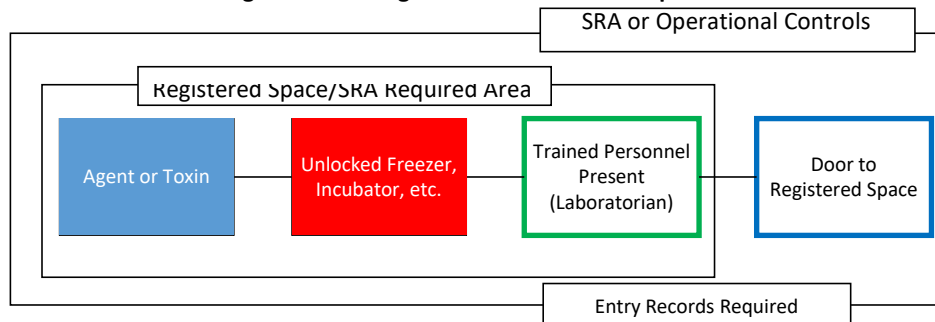 SRA or Operational Controls
Registered Space/SRA Required Area
Agent or Toxin
Unlocked Freezer,
Incubator, etc.
Trained Personnel
Present
(Laboratorian)
Door to
Registered Space
Entry Records Required